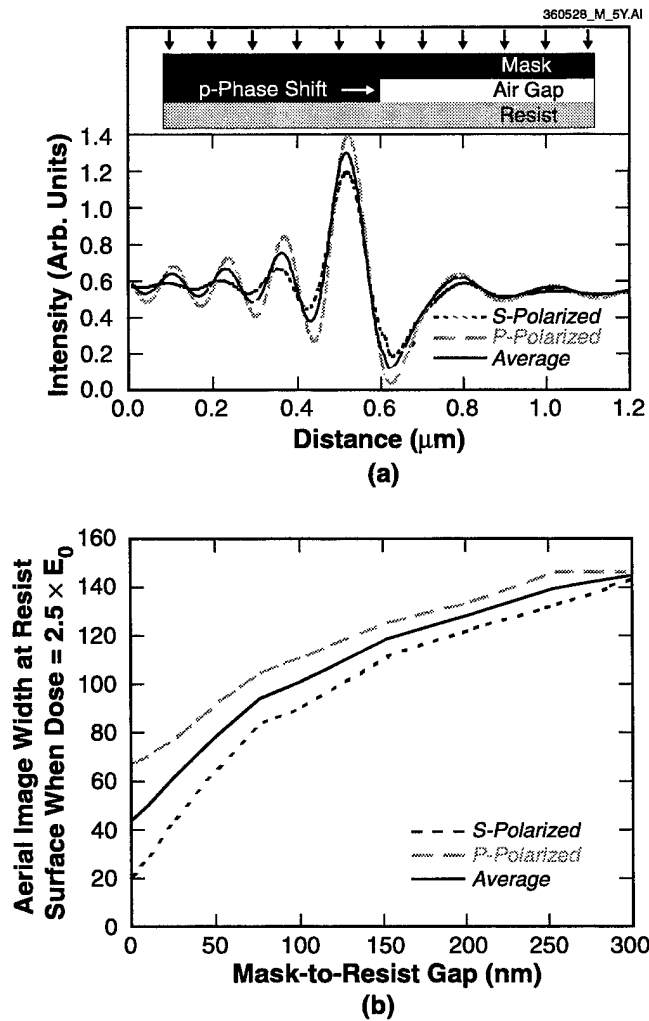 360528_M_5Y.AI
Mask
p-Phase Shift
Air Gap
Resist
1.4
1.2
1.0
0.8
0.6
0.4
0.2
0.0
Intensity (Arb. Units)
S-Polarized
P-Polarized
Average
0.0 0.2 0.4 0.6 0.8 1.0 1.2
Distance (μm)
(a)
160
140
120
100
80
60
40
20
0
Aerial Image Width at Resist
Surface When Dose = 2.5 × E0
S-Polarized
P-Polarized
Average
0 50 100 150 200 250 300
Mask-to-Resist Gap (nm)
(b)